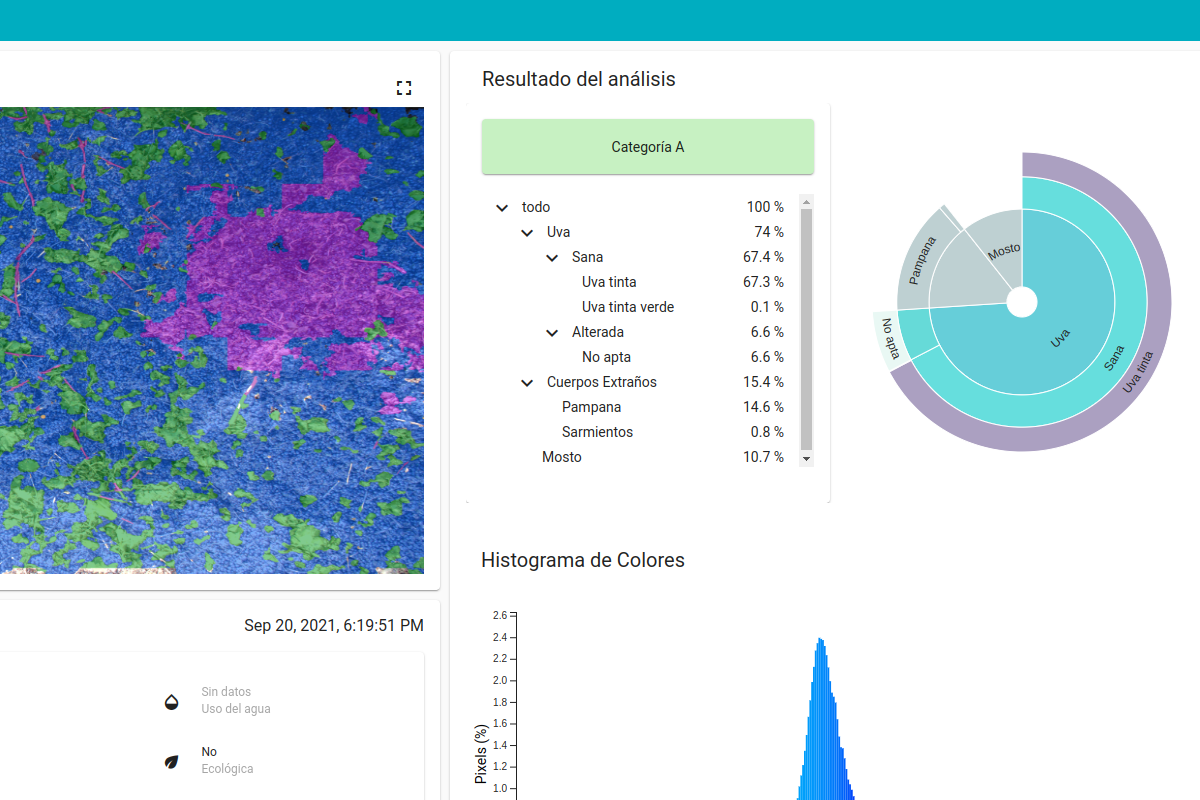 Resultado del análisis
Categoría A
todo 100 %
Uva 74 %
Sana 67.4 %
Uva tinta 67.3 %
Uva tinta verde 0.1 %
Alterada 6.6 %
No apta 6.6 %
Cuerpos Extraños 15.4 %
Pampana 14.6 %
Sarmientos 0.8 %
Mosto 10.7 %
Mosto
Pampana
No apta
Uva
Sana
Uva tinta
Histograma de Colores
2.6
2.4
2.2
2.0
1.8
1.6
1.4
1.2
1.0
Pixels (%)
Sep 20, 2021, 6:19:51 PM
Sin datos
Uso del agua
No
Ecológica